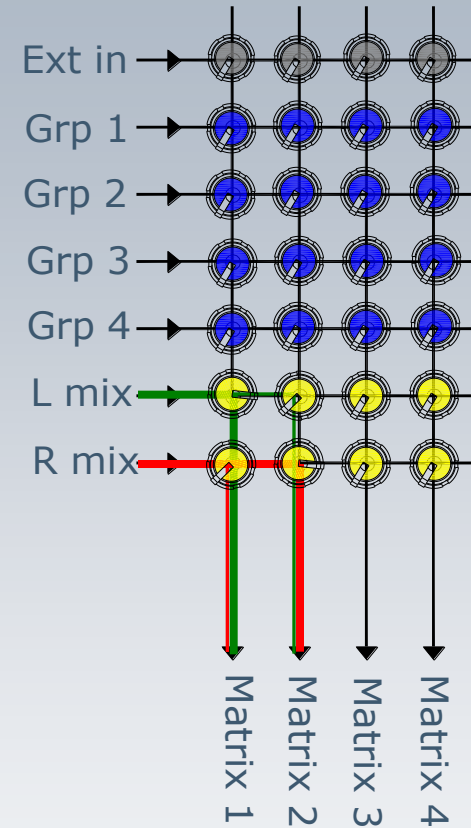 Ext in
Grp 1
Grp 2
Grp 3
Grp 4
L mix
R mix
Matrix 1
Matrix 2
Matrix 3
Matrix 4